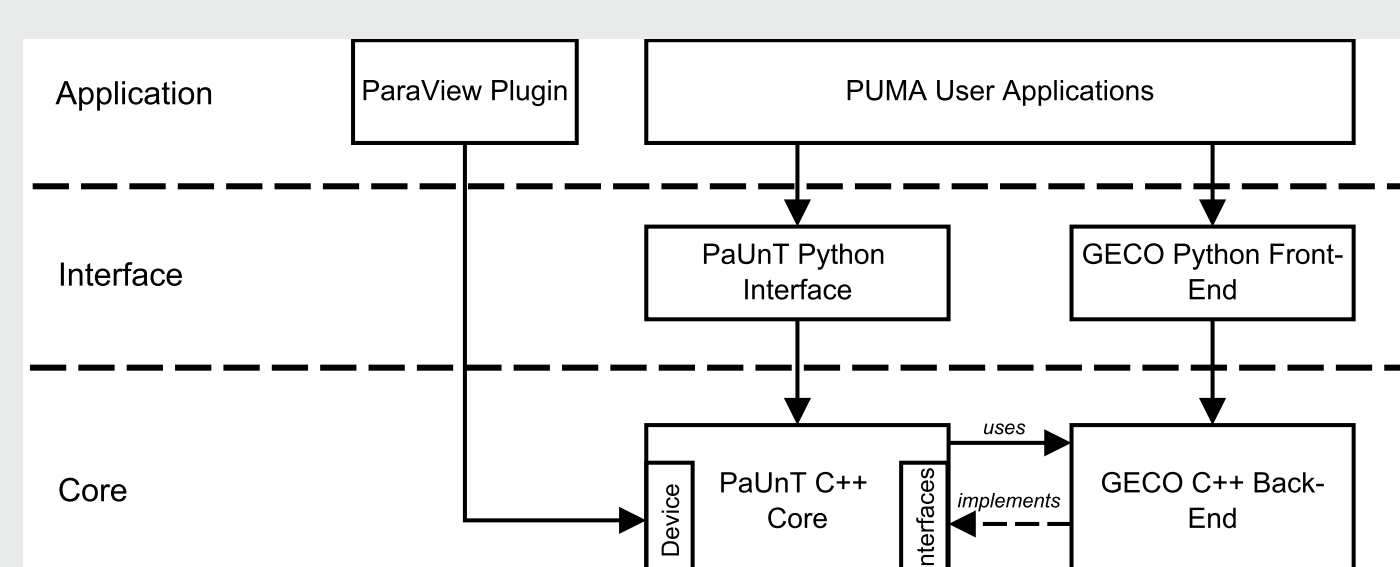 Application
ParaView Plugin
PUMA User Applications
Interface
PaUnT Python
Interface
GECO Python Front-
End
Core
Device
PaUnT C++
Core
nterfaces
uses
implements
GECO C++ Back-
End